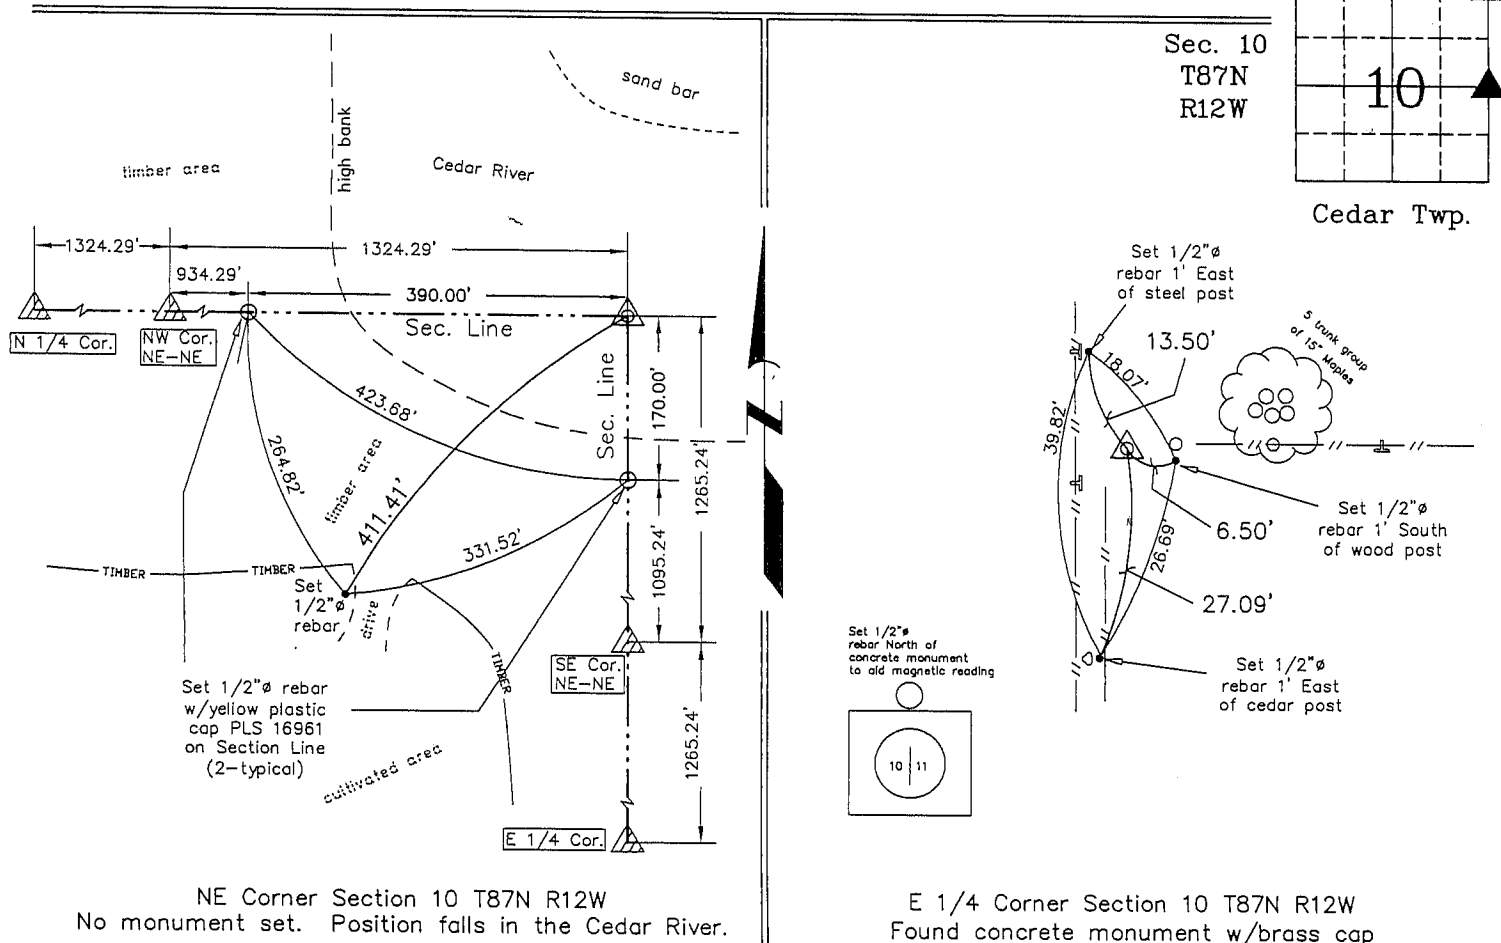 sand bar
high bank
timber area
Cedar River
1324.29'
1324.29'
934.29'
390.00'
N 1/4 Cor.
NW Cor.
NE-NE
Sec. Line
Sec. Line
170.00'
1265.24'
423.68'
264.82'
timber area
411.41'
331.52'
1095.24'
TIMBER
TIMBER
Set
1/2"ø
rebar
drive
TIMBER
SE Cor.
NE-NE
Set 1/2"ø rebar
w/yellow plastic
cap PLS 16961
on Section Line
(2-typical)
cultivated area
1265.24'
E 1/4 Cor.
NE Corner Section 10 T87N R12W
No monument set. Position falls in the Cedar River.
Sec. 10
T87N
R12W
10
Cedar Twp.
Set 1/2"ø
rebar 1' East
of steel post
13.50'
5 trunk group
of 15" Maples
18.07'
39.82'
6.50'
Set 1/2"ø
rebar 1' South
of wood post
26.69'
27.09'
Set 1/2"ø
rebar North of
concrete monument
to aid magnetic reading
10 11
Set 1/2"ø
rebar 1' East
of cedar post
E 1/4 Corner Section 10 T87N R12W
Found concrete monument w/brass cap